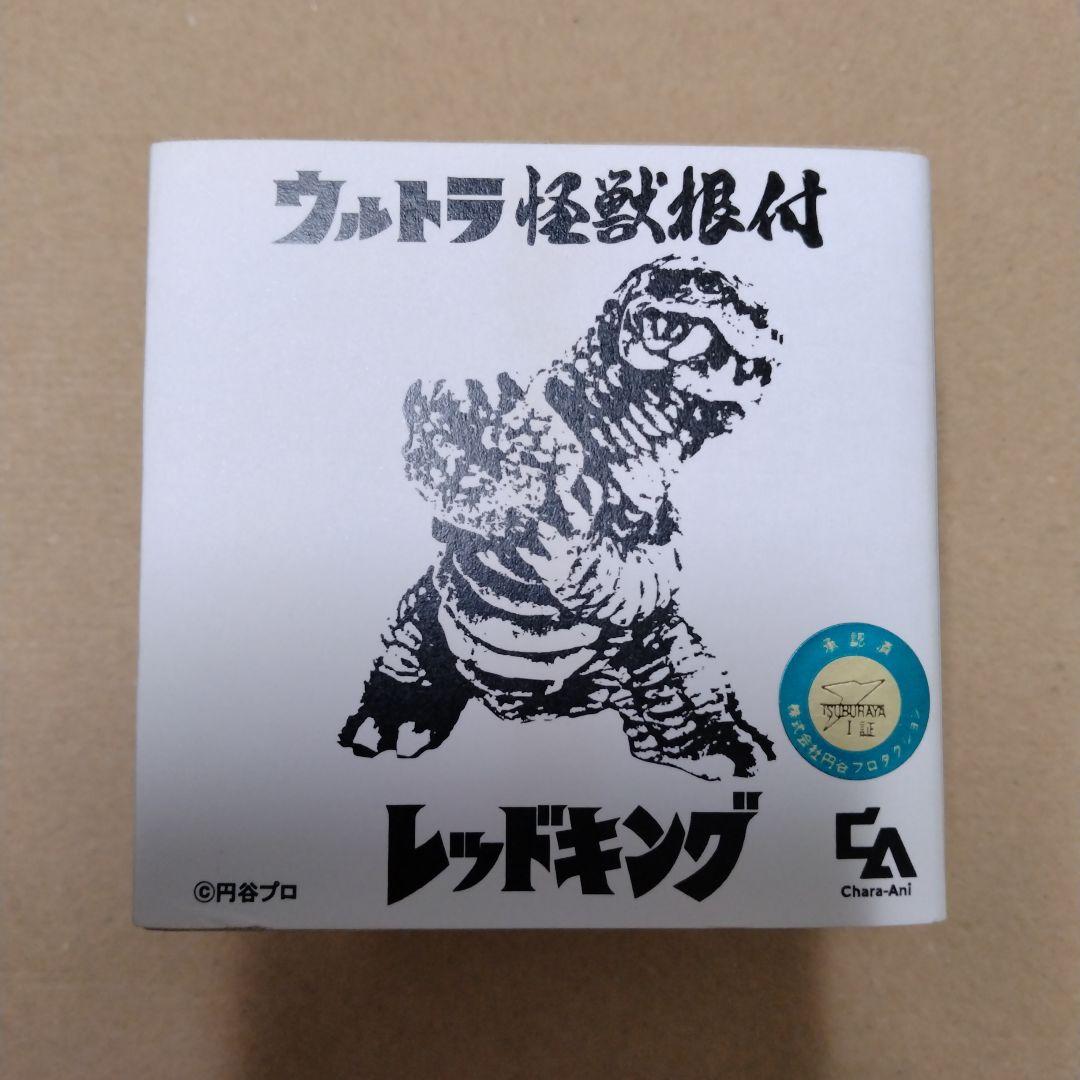 ウルトラ怪獣根付
承認済
TSUBURAYA
I 証
株式会社円谷プロダクション
レッドキング
CA
Chara-Ani
©円谷プロ